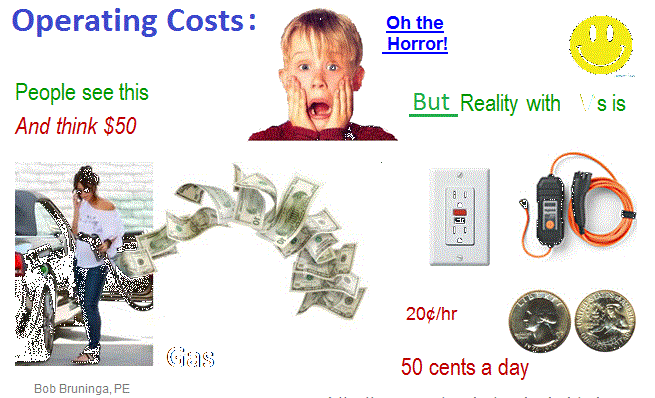 Operating Costs:
Oh the
Horror!
People see this
And think $50
But Reality with Vs is
20¢/hr
50 cents a day
Gas
Bob Bruninga, PE